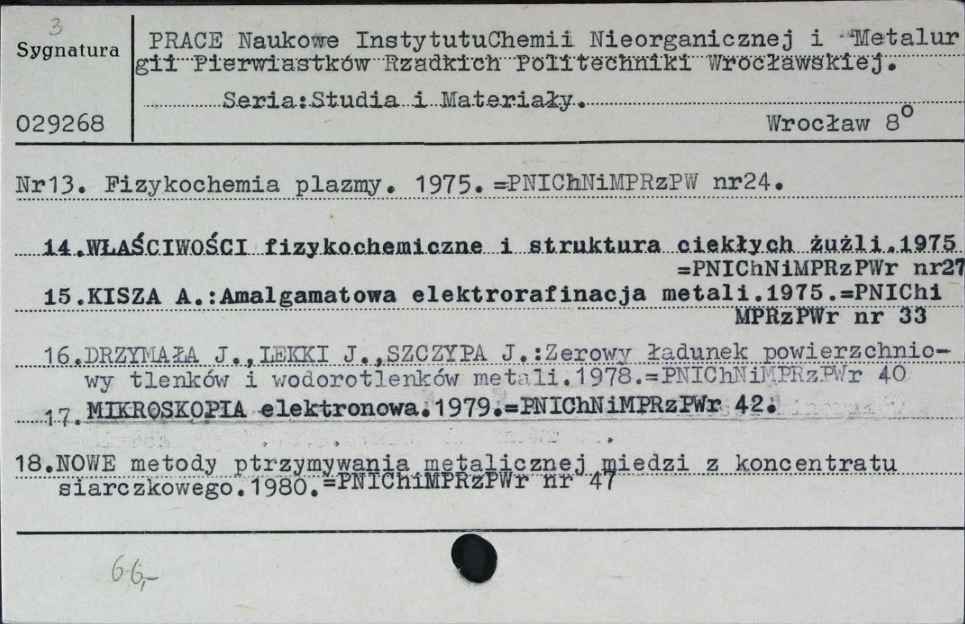 3
Sygnatura
029268
PRACE Naukowe InstytutuChemii Nieorganicznej i Metalur
gii Pierwiastków Rzadkich Politechniki Wrocławskiej.
Seria:Studia i Materiały.
Wrocław 8°
Nr13. Fizykochemia plazmy. 1975.=PNIChNiMPRzPW nr24.
14.WŁAŚCIWOŚCI fizykochemiczne i struktura ciekłych żużli.1975
=PNIChNiMPRzPWr nr27
15.KISZA A.:Amalgamatowa elektrorafinacja metali.1975.=PNIChi
MPRzPWr nr 33
16.DRZYMAŁA J.,LEKKI J.,SZCZYPA J.:Zerowy ładunek powierzchnio-
wy tlenków i wodorotlenków metali.1978.=PNIChNiMPRzPWr 40
17.MIKROSKOPIA elektronowa.1979.=PNIChNiMPRzPWr 42.
18.NOWE metody ptrzymywania metalicznej miedzi z koncentratu
siarczkowego.1980.=PNIChiMPRzPWr nr 47
66,-